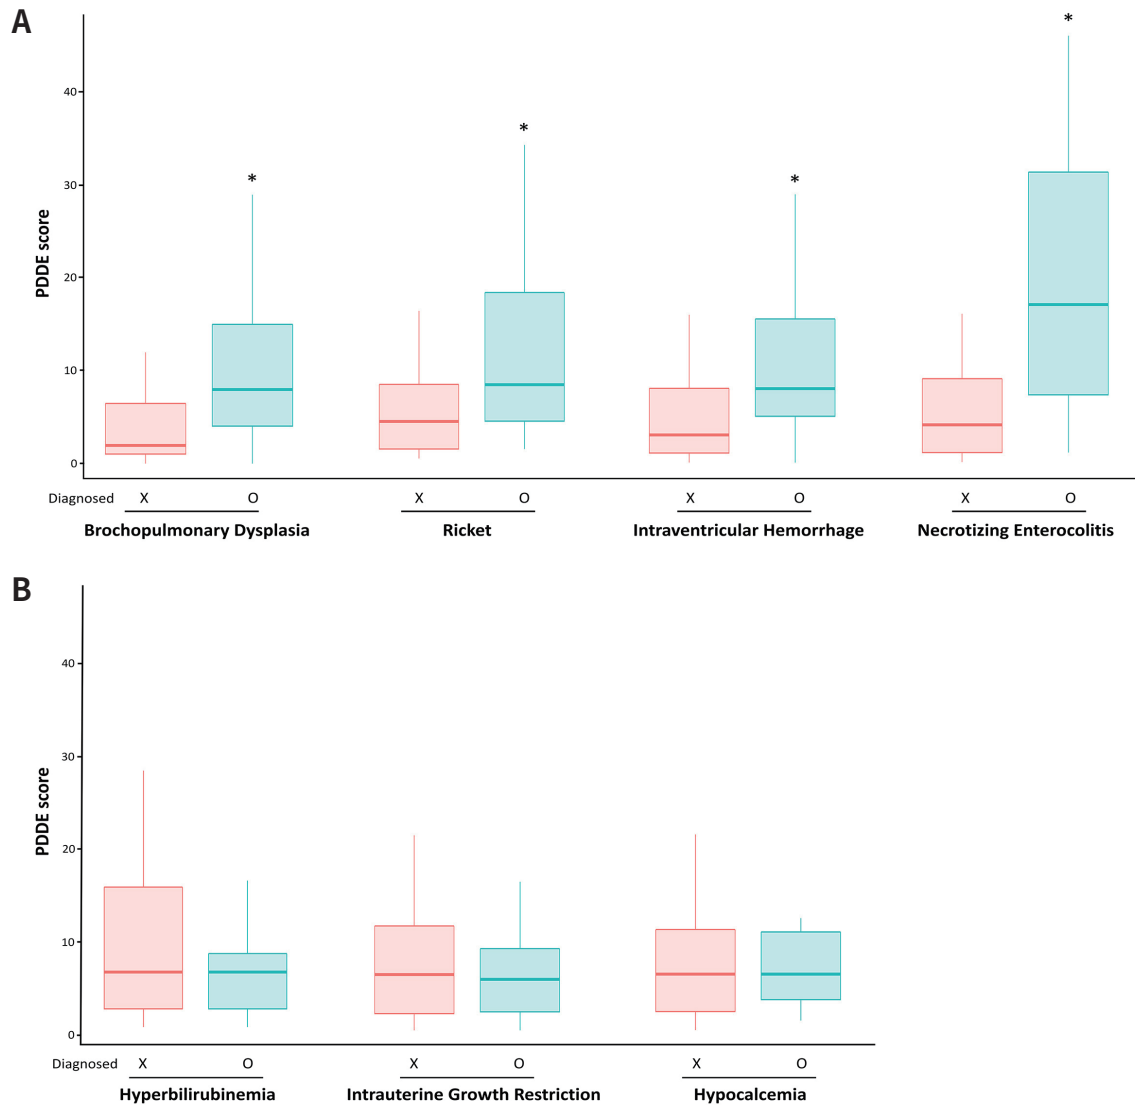 A
*
*
*
*
40
30
20
10
0
PDDE score
Diagnosed X O X O X O X O
Brochopulmonary Dysplasia Ricket Intraventricular Hemorrhage Necrotizing Enterocolitis
B
40
30
20
10
0
PDDE score
Diagnosed X O X O X O
Hyperbilirubinemia Intrauterine Growth Restriction Hypocalcemia